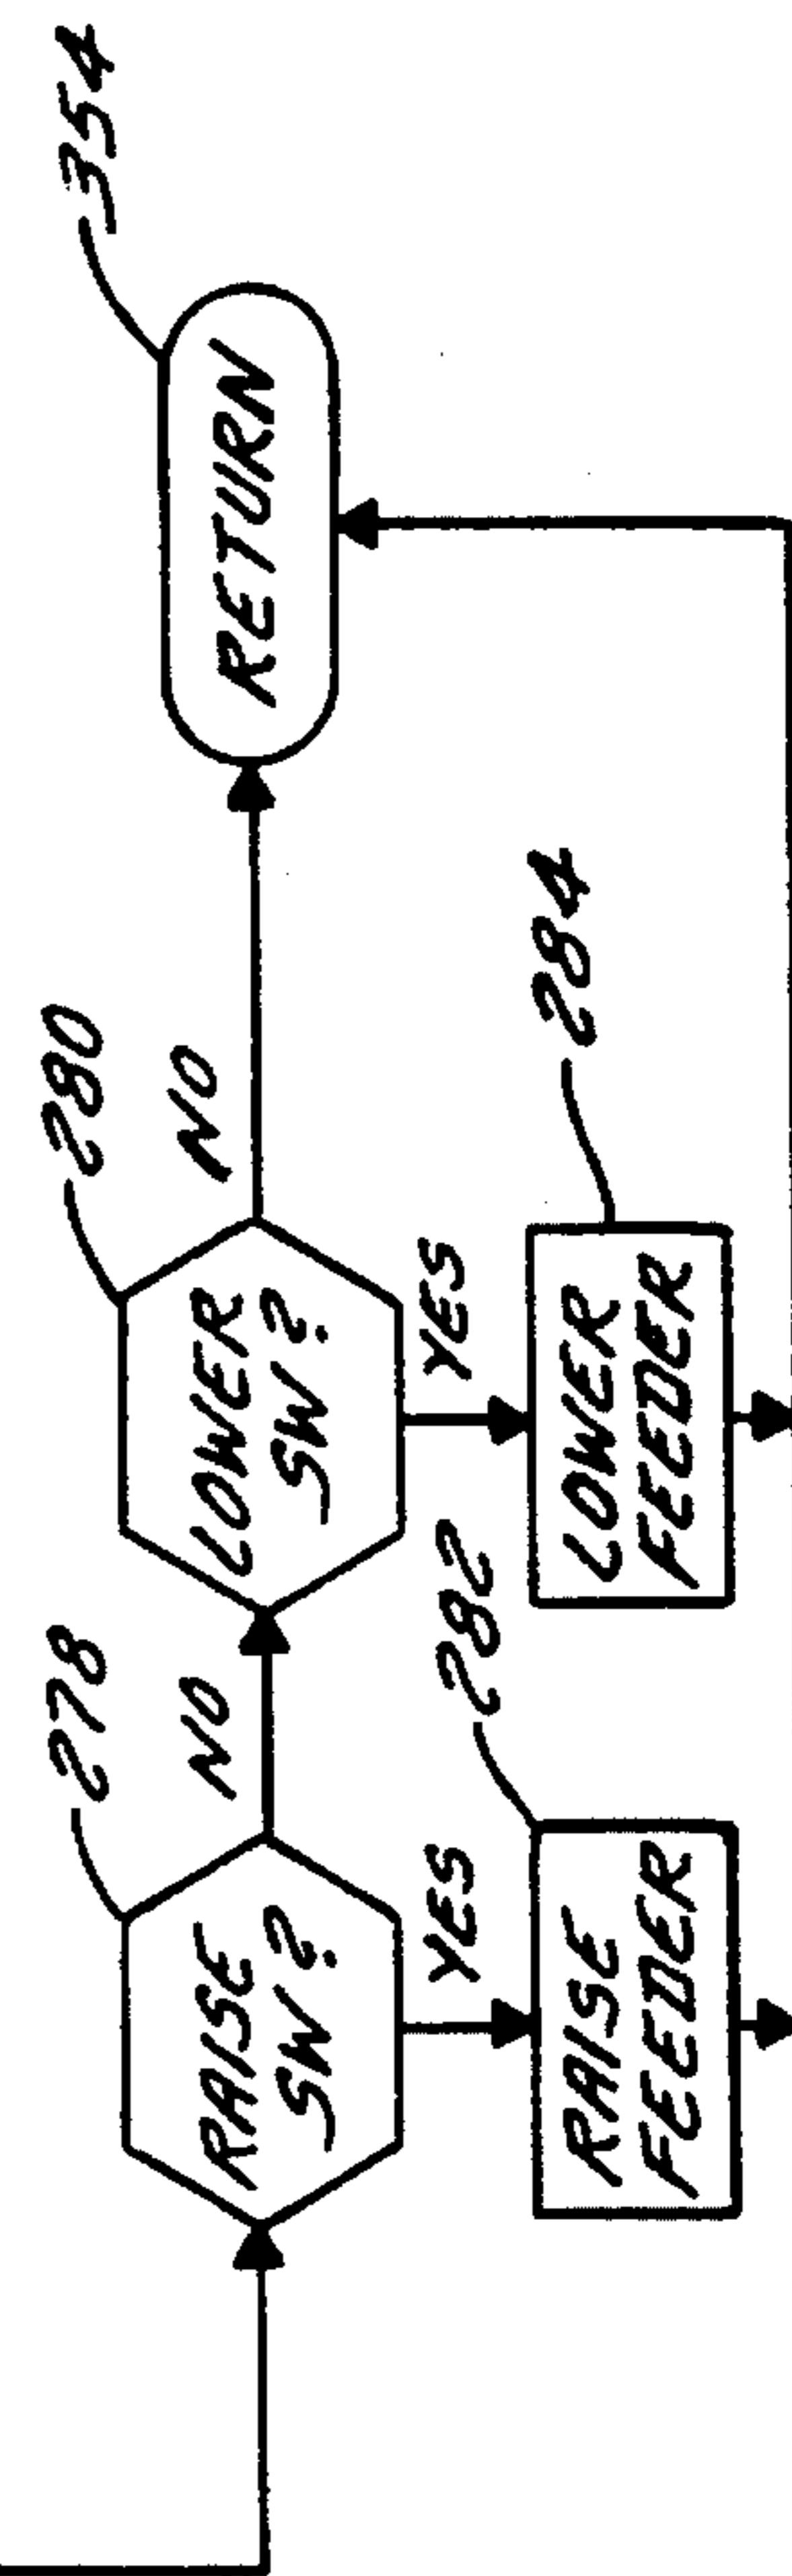 278
RAISE
SW?
NO
YES
282
RAISE
FEEDER
280
LOWER
SW?
NO
YES
284
LOWER
FEEDER
354
RETURN